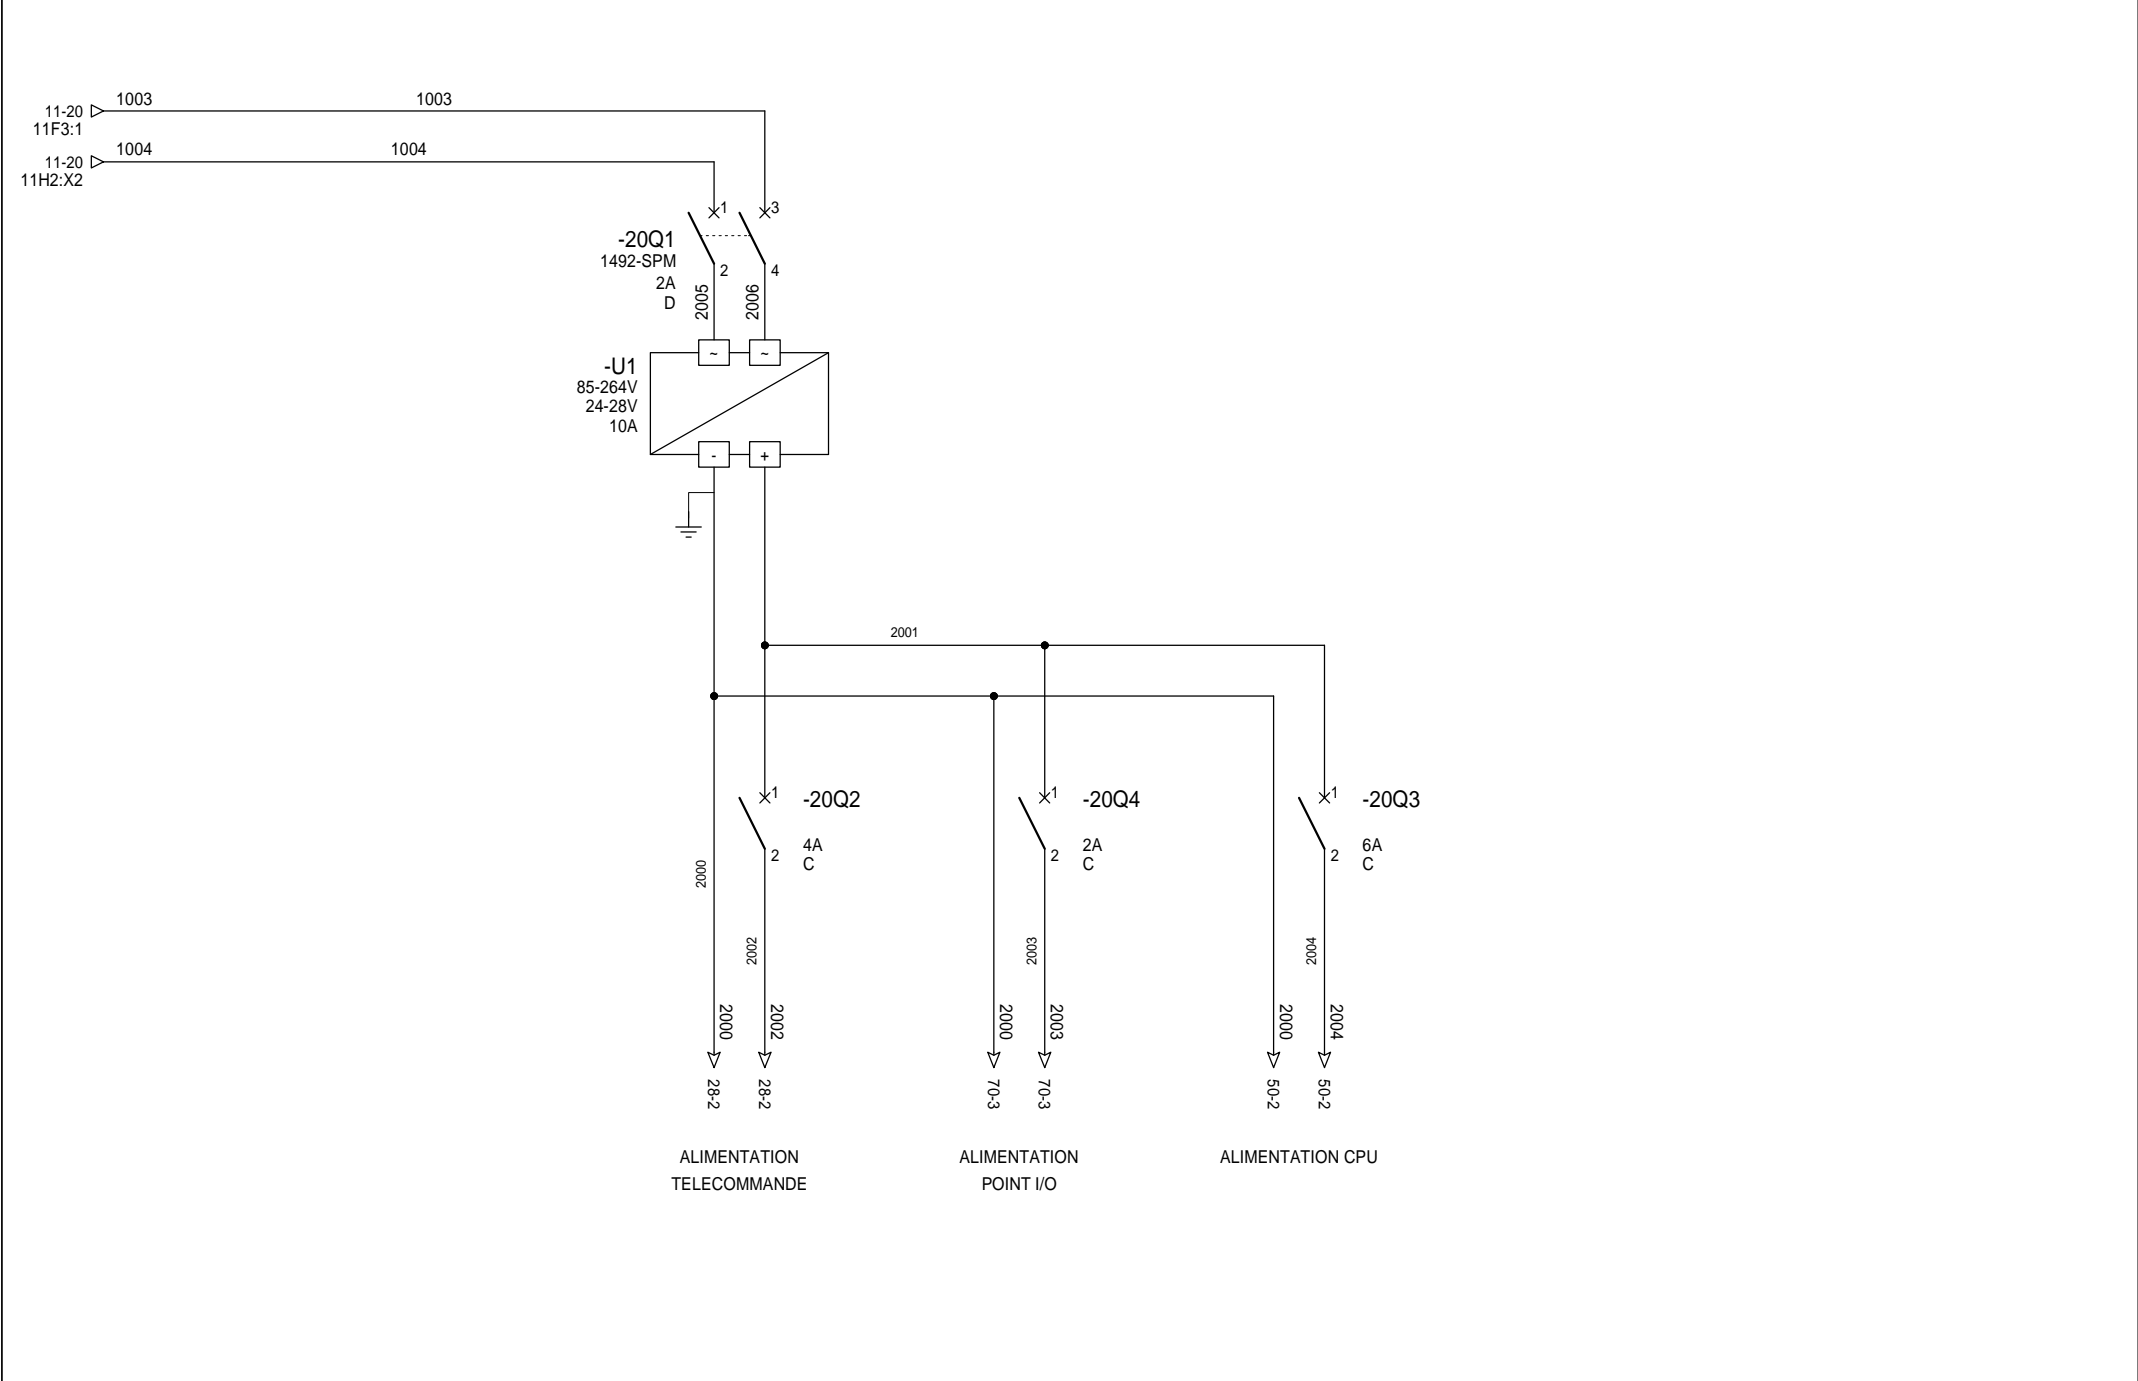 1003
1003
11-20
11F3:1
1004
1004
11-20
11H2:X2
1
3
-20Q1
1492-SPM
2A
D
2
4
2005
2006
~
~
-U1
85-264V
24-28V
10A
-
+
2001
1
-20Q2
4A
C
2
1
-20Q4
2A
C
2
1
-20Q3
6A
C
2
2000
2002
2003
2004
2000
2002
2000
2003
2000
2004
28-2
28-2
70-3
70-3
50-2
50-2
ALIMENTATION
TELECOMMANDE
ALIMENTATION
POINT I/O
ALIMENTATION CPU